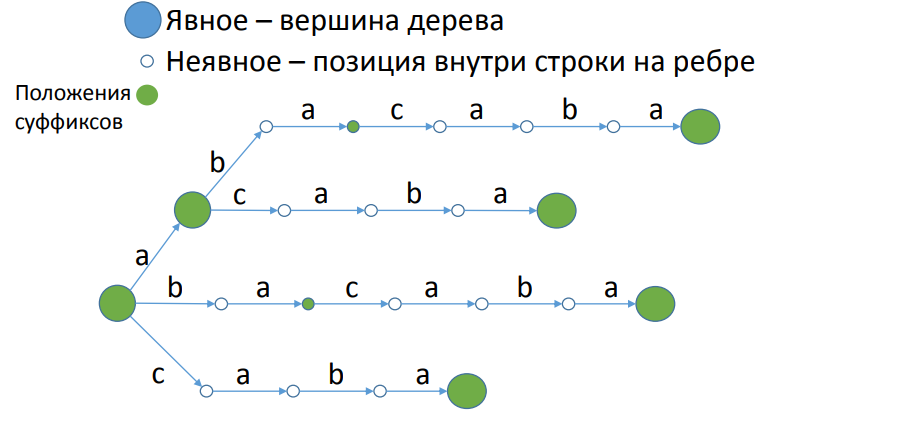 Явное – вершина дерева
Неявное – позиция внутри строки на ребре
Положения
суффиксов
a c a b a
b
c a b a
a
b a c a b a
c a b a